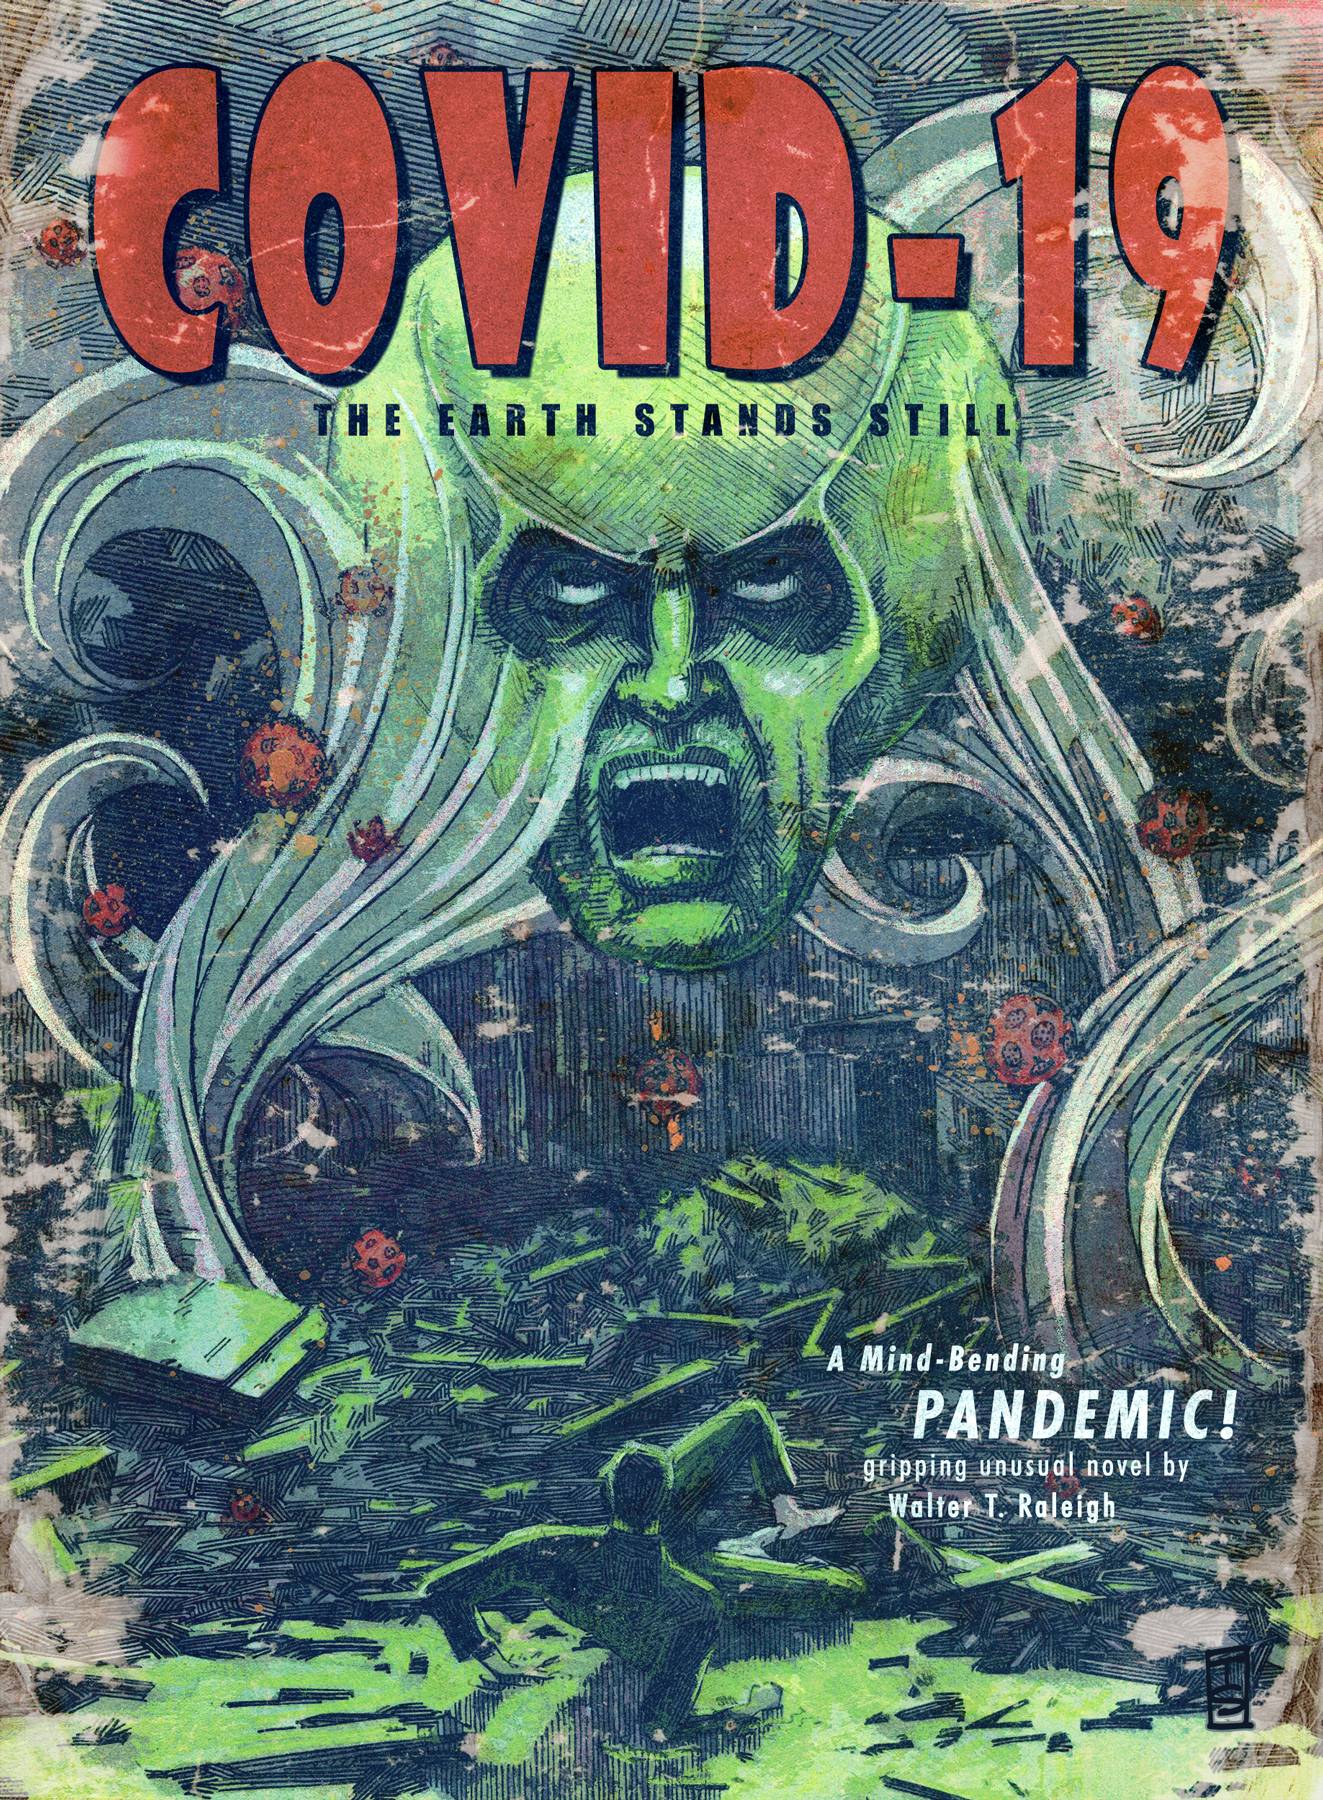 COVID-19
THE EARTH STANDS STILL
A Mind-Bending
PANDEMIC!
gripping unusual novel by
Walter T. Raleigh